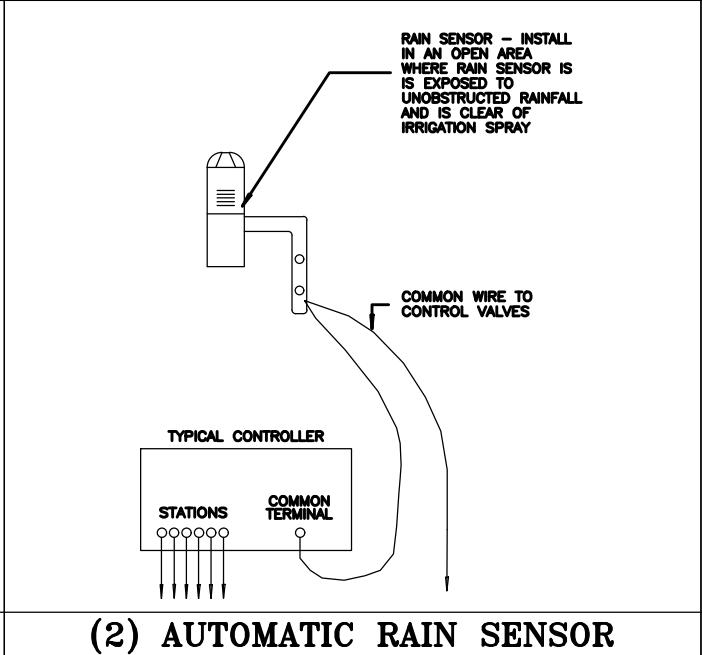 RAIN SENSOR – INSTALL
IN AN OPEN AREA
WHERE RAIN SENSOR IS
IS EXPOSED TO
UNOBSTRUCTED RAINFALL
AND IS CLEAR OF
IRRIGATION SPRAY
COMMON WIRE TO
CONTROL VALVES
TYPICAL CONTROLLER
STATIONS
COMMON
TERMINAL
(2) AUTOMATIC RAIN SENSOR